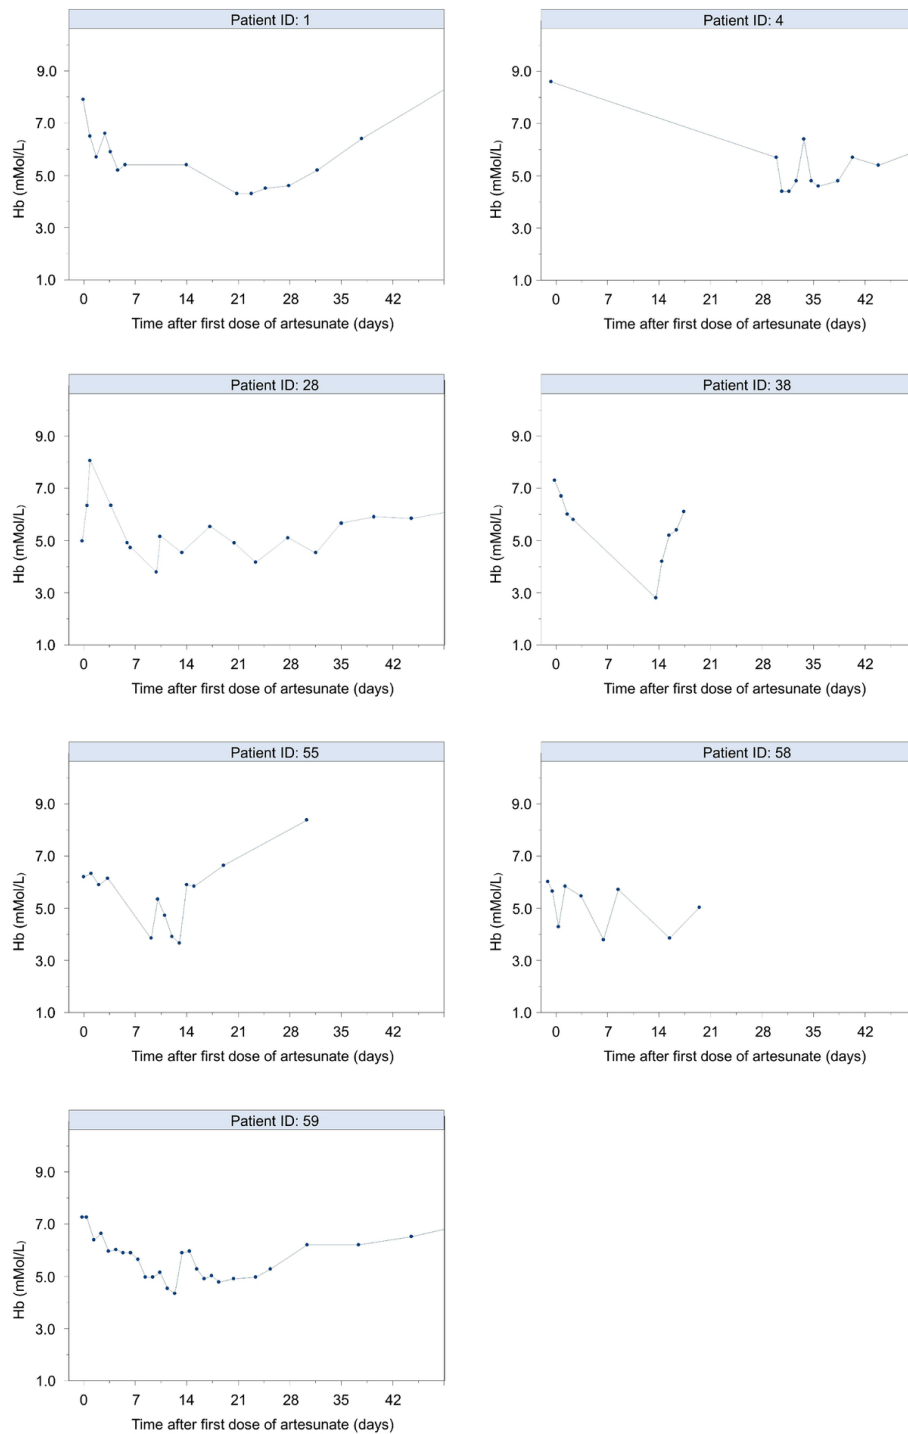 Patient ID: 1
Hb (mMol/L)
9.0
7.0
5.0
3.0
1.0
0 7 14 21 28 35 42
Time after first dose of artesunate (days)
Patient ID: 4
Hb (mMol/L)
9.0
7.0
5.0
3.0
1.0
0 7 14 21 28 35 42
Time after first dose of artesunate (days)
Patient ID: 28
Hb (mMol/L)
9.0
7.0
5.0
3.0
1.0
0 7 14 21 28 35 42
Time after first dose of artesunate (days)
Patient ID: 38
Hb (mMol/L)
9.0
7.0
5.0
3.0
1.0
0 7 14 21 28 35 42
Time after first dose of artesunate (days)
Patient ID: 55
Hb (mMol/L)
9.0
7.0
5.0
3.0
1.0
0 7 14 21 28 35 42
Time after first dose of artesunate (days)
Patient ID: 58
Hb (mMol/L)
9.0
7.0
5.0
3.0
1.0
0 7 14 21 28 35 42
Time after first dose of artesunate (days)
Patient ID: 59
Hb (mMol/L)
9.0
7.0
5.0
3.0
1.0
0 7 14 21 28 35 42
Time after first dose of artesunate (days)